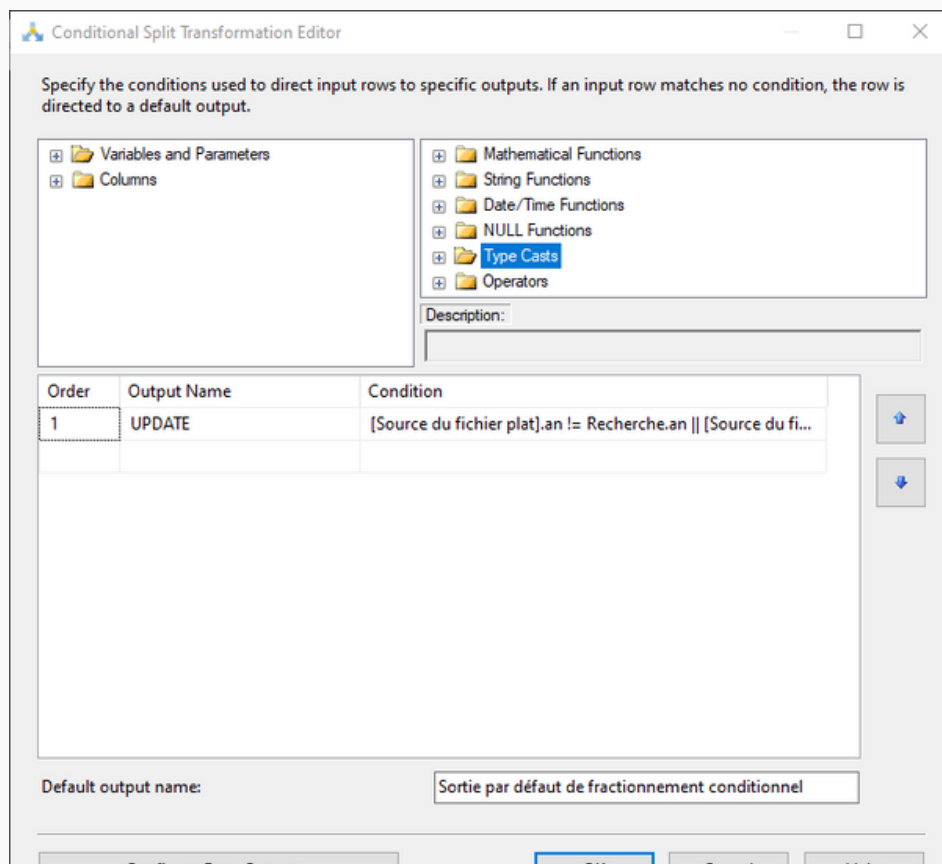 Conditional Split Transformation Editor
Specify the conditions used to direct input rows to specific outputs. If an input row matches no condition, the row is
directed to a default output.
Variables and Parameters
Columns
Mathematical Functions
String Functions
Date/Time Functions
NULL Functions
Type Casts
Operators
Description:
Order Output Name Condition
1 UPDATE [Source du fichier plat].an != Recherche.an || [Source du fi...
Default output name: Sortie par défaut de fractionnement conditionnel